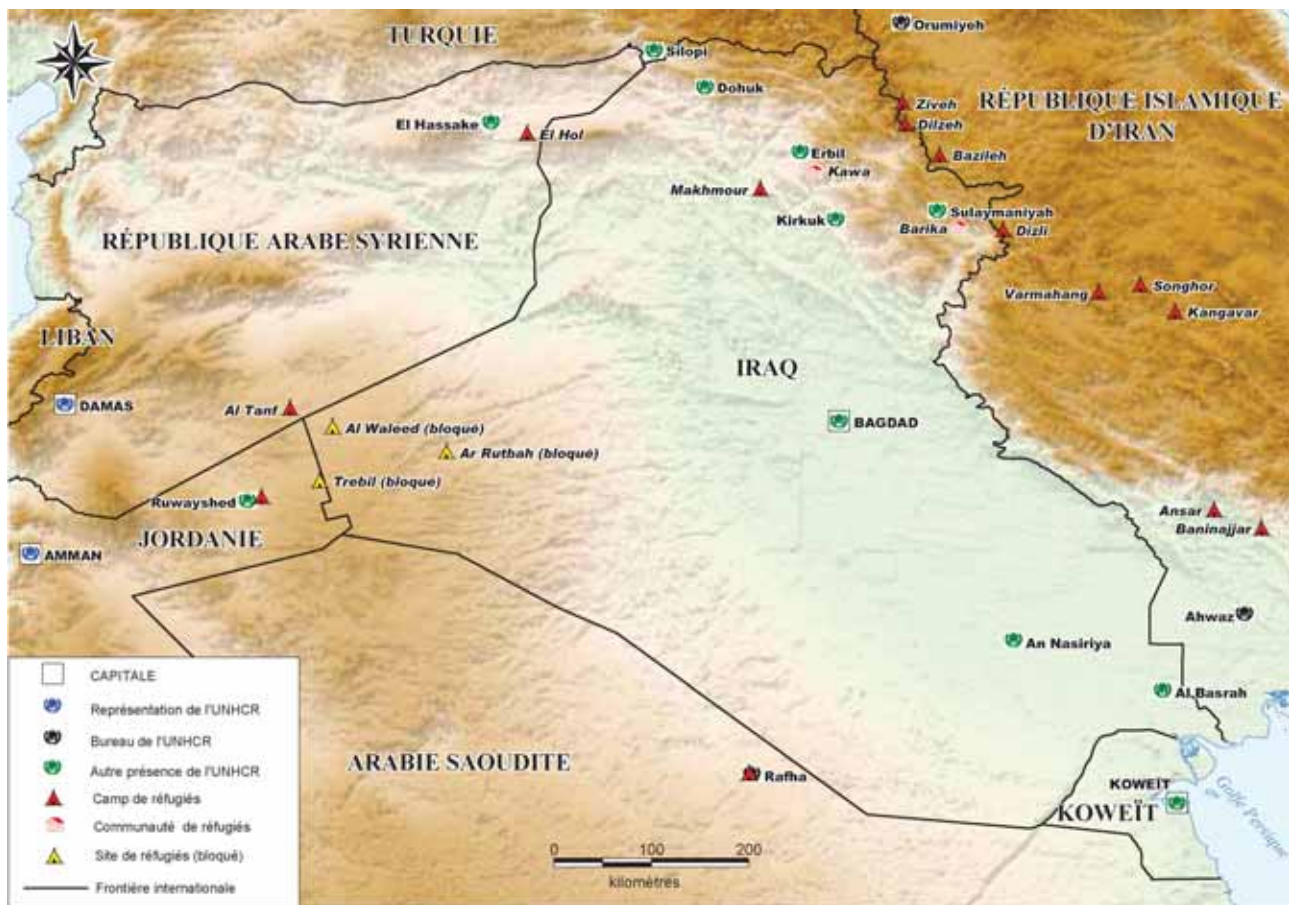 TURQUIE
Orumiyeh
Silopi
Dohuk
Ziveh
RÉPUBLIQUE ISLAMIQUE
D'IRAN
El Hassake
El Hol
Dilzeh
Erbil
Bazileh
Kawa
Makhmour
Kirkuk
Sulaymaniyah
Barika
Dizli
RÉPUBLIQUE ARABE SYRIENNE
Songhor
Varmahang
Kangavar
LIBAN
IRAQ
DAMAS
Al Tanf
Al Waleed (bloqué)
BAGDAD
Ar Rutbah (bloqué)
Trebil (bloqué)
Ruwayshed
Ansar
Baninajjar
JORDANIE
AMMAN
Ahwaz
An Nasiriya
Al Basrah
ARABIE SAOUDITE
Rafha
KOWEÏT
KOWEÏT
Golfe Persique
CAPITALE
Représentation de l'UNHCR
Bureau de l'UNHCR
Autre présence de l'UNHCR
Camp de réfugiés
Communauté de réfugiés
Site de réfugiés (bloqué)
Frontière internationale
0 100 200
kilomètres